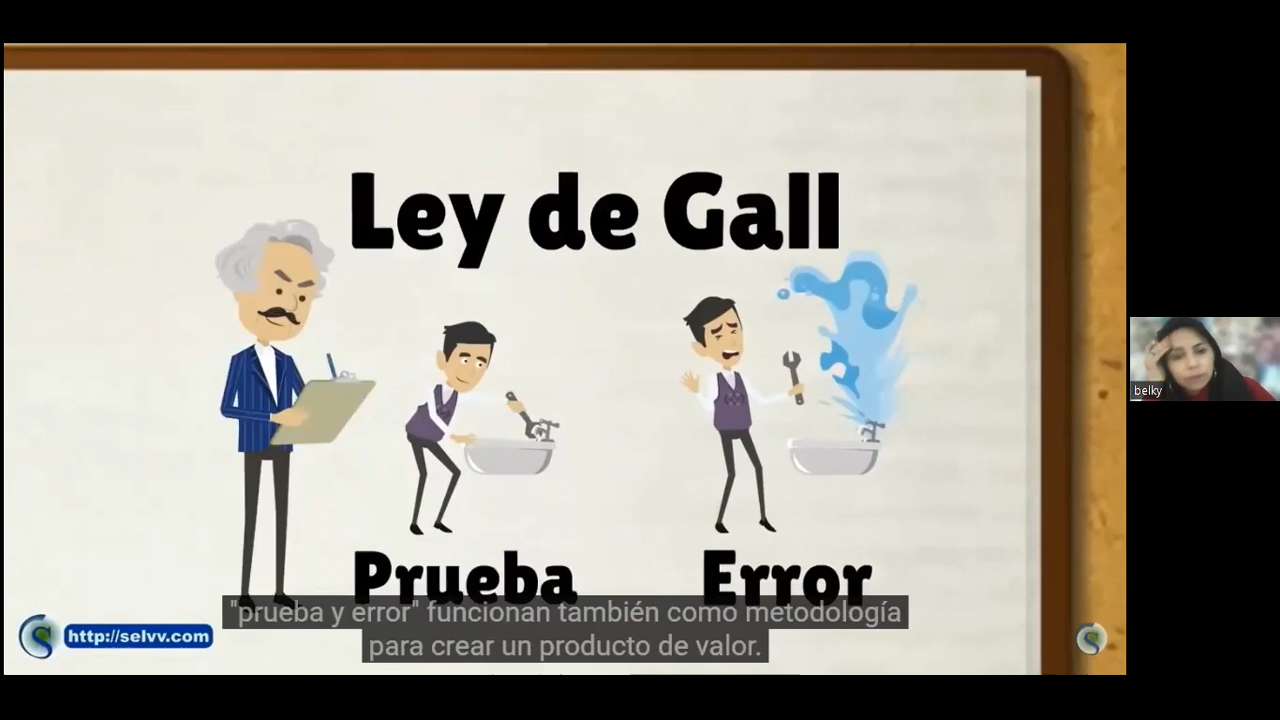 Ley de Gall
Prueba Error
"prueba y error" funcionan también como metodología
para crear un producto de valor.
http://selvv.com
belky